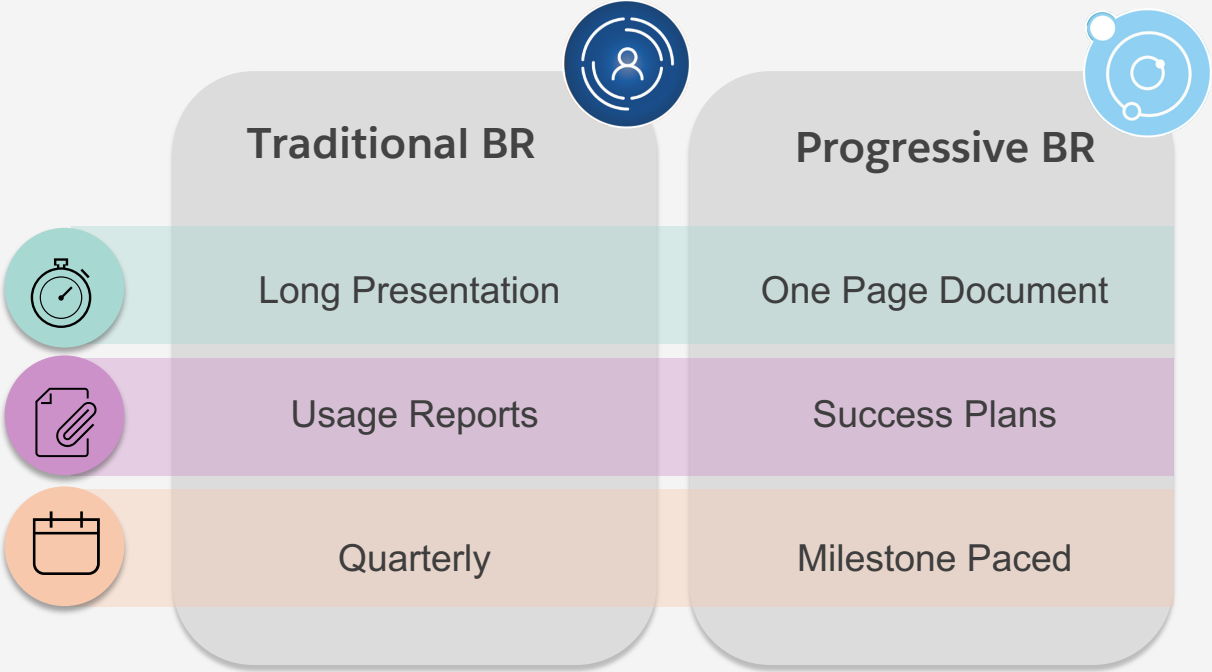 Traditional BR
Progressive BR
Long Presentation
One Page Document
Usage Reports
Success Plans
Quarterly
Milestone Paced